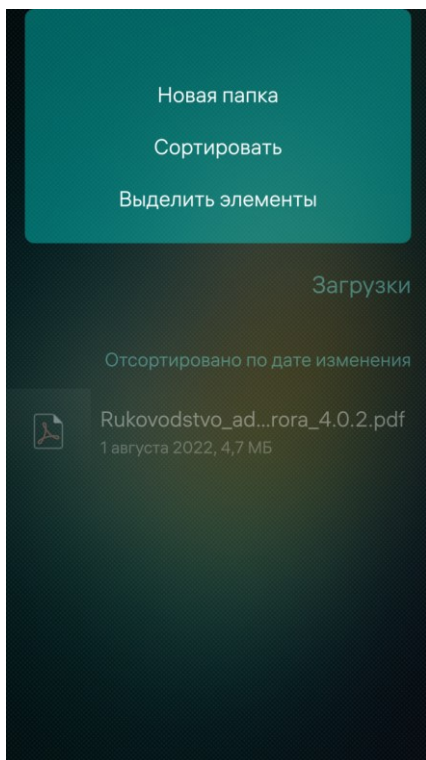 Новая папка
Сортировать
Выделить элементы
Загрузки
Отсортировано по дате изменения
Rukovodstvo_ad...rora_4.0.2.pdf
1 августа 2022, 4,7 МБ